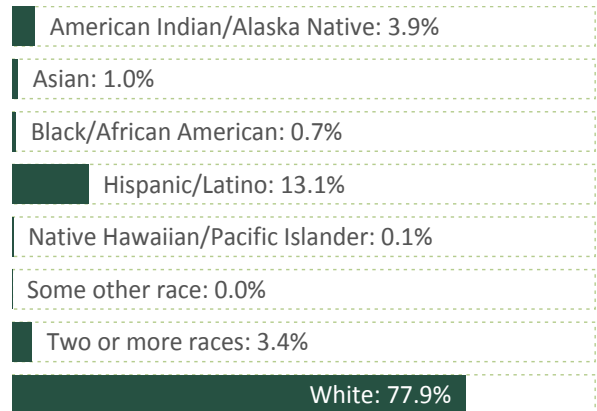 American Indian/Alaska Native: 3.9%
Asian: 1.0%
Black/African American: 0.7%
Hispanic/Latino: 13.1%
Native Hawaiian/Pacific Islander: 0.1%
Some other race: 0.0%
Two or more races: 3.4%
White: 77.9%